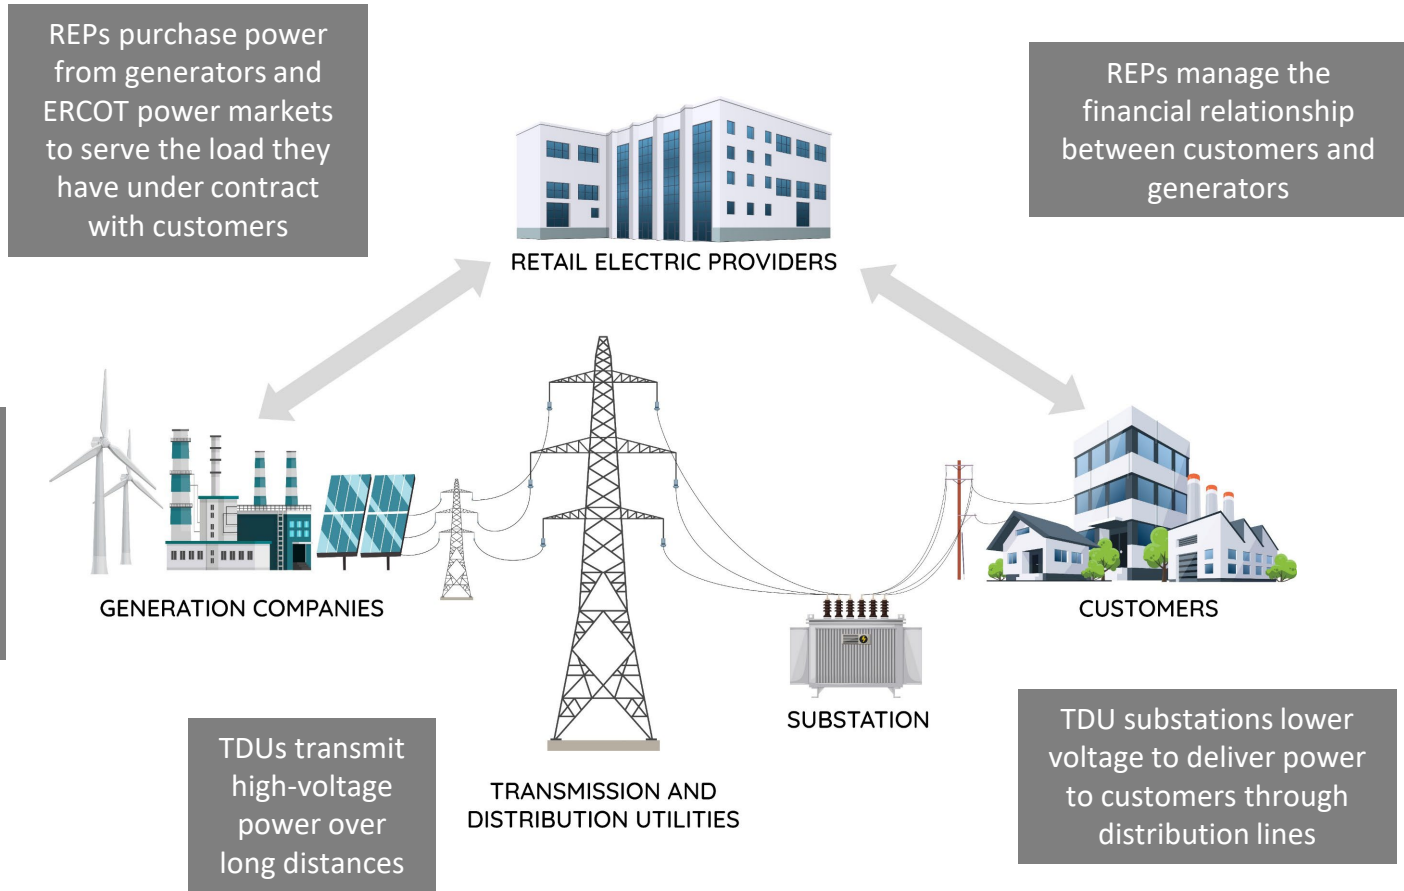 REPs purchase power
from generators and
ERCOT power markets
to serve the load they
have under contract
with customers
REPs manage the
financial relationship
between customers and
generators
RETAIL ELECTRIC PROVIDERS
GENERATION COMPANIES
CUSTOMERS
SUBSTATION
TRANSMISSION AND
DISTRIBUTION UTILITIES
TDUs transmit
high-voltage
power over
long distances
TDU substations lower
voltage to deliver power
to customers through
distribution lines